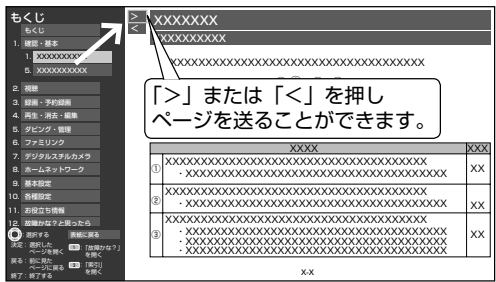 もくじ
もくじ
1. 確認・基本
1. XXXXXXXXXX
5. XXXXXXXXXX
2. 視聴
3. 録画・予約録画
4. 再生・消去・編集
5. ダビング・管理
6. ファミリンク
7. デジタルスチルカメラ
8. ホームネットワーク
9. 基本設定
10. 各種設定
11. お役立ち情報
12. 故障かな?と思ったら
:選択する 表紙に戻る
決定:選択したページを開く
:「故障かな?」を開く
戻る:前に見たページに戻る
:「索引」を開く
終了:終了する
>
<
XXXXXXX
XXXXXXXXXX
XXXXXXXXXXXXXXXXXXXXXXXXXXXXXXXXX
「>」または「<」を押し
ページを送ることができます。
XXXX XXX
① XXXXXXXXXXXXXXXXXXXXXXXXXXXXXXXXX
・XXXXXXXXXXXXXXXXXXXXXXXXXXXXXXXXX XX
② XXXXXXXXXXXXXXXXXXXXXXXXXXXXXXXXX
・XXXXXXXXXXXXXXXXXXXXXXXXXXXXXXXXX XX
③ XXXXXXXXXXXXXXXXXXXXXXXXXXXXXXXXX
・XXXXXXXXXXXXXXXXXXXXXXXXXXXXXXXXX
・XXXXXXXXXXXXXXXXXXXXXXXXXXXXXXXXX XX
・XXXXXXXXXXXXXXXXXXXXXXXXXXXXXXXXX
x-x